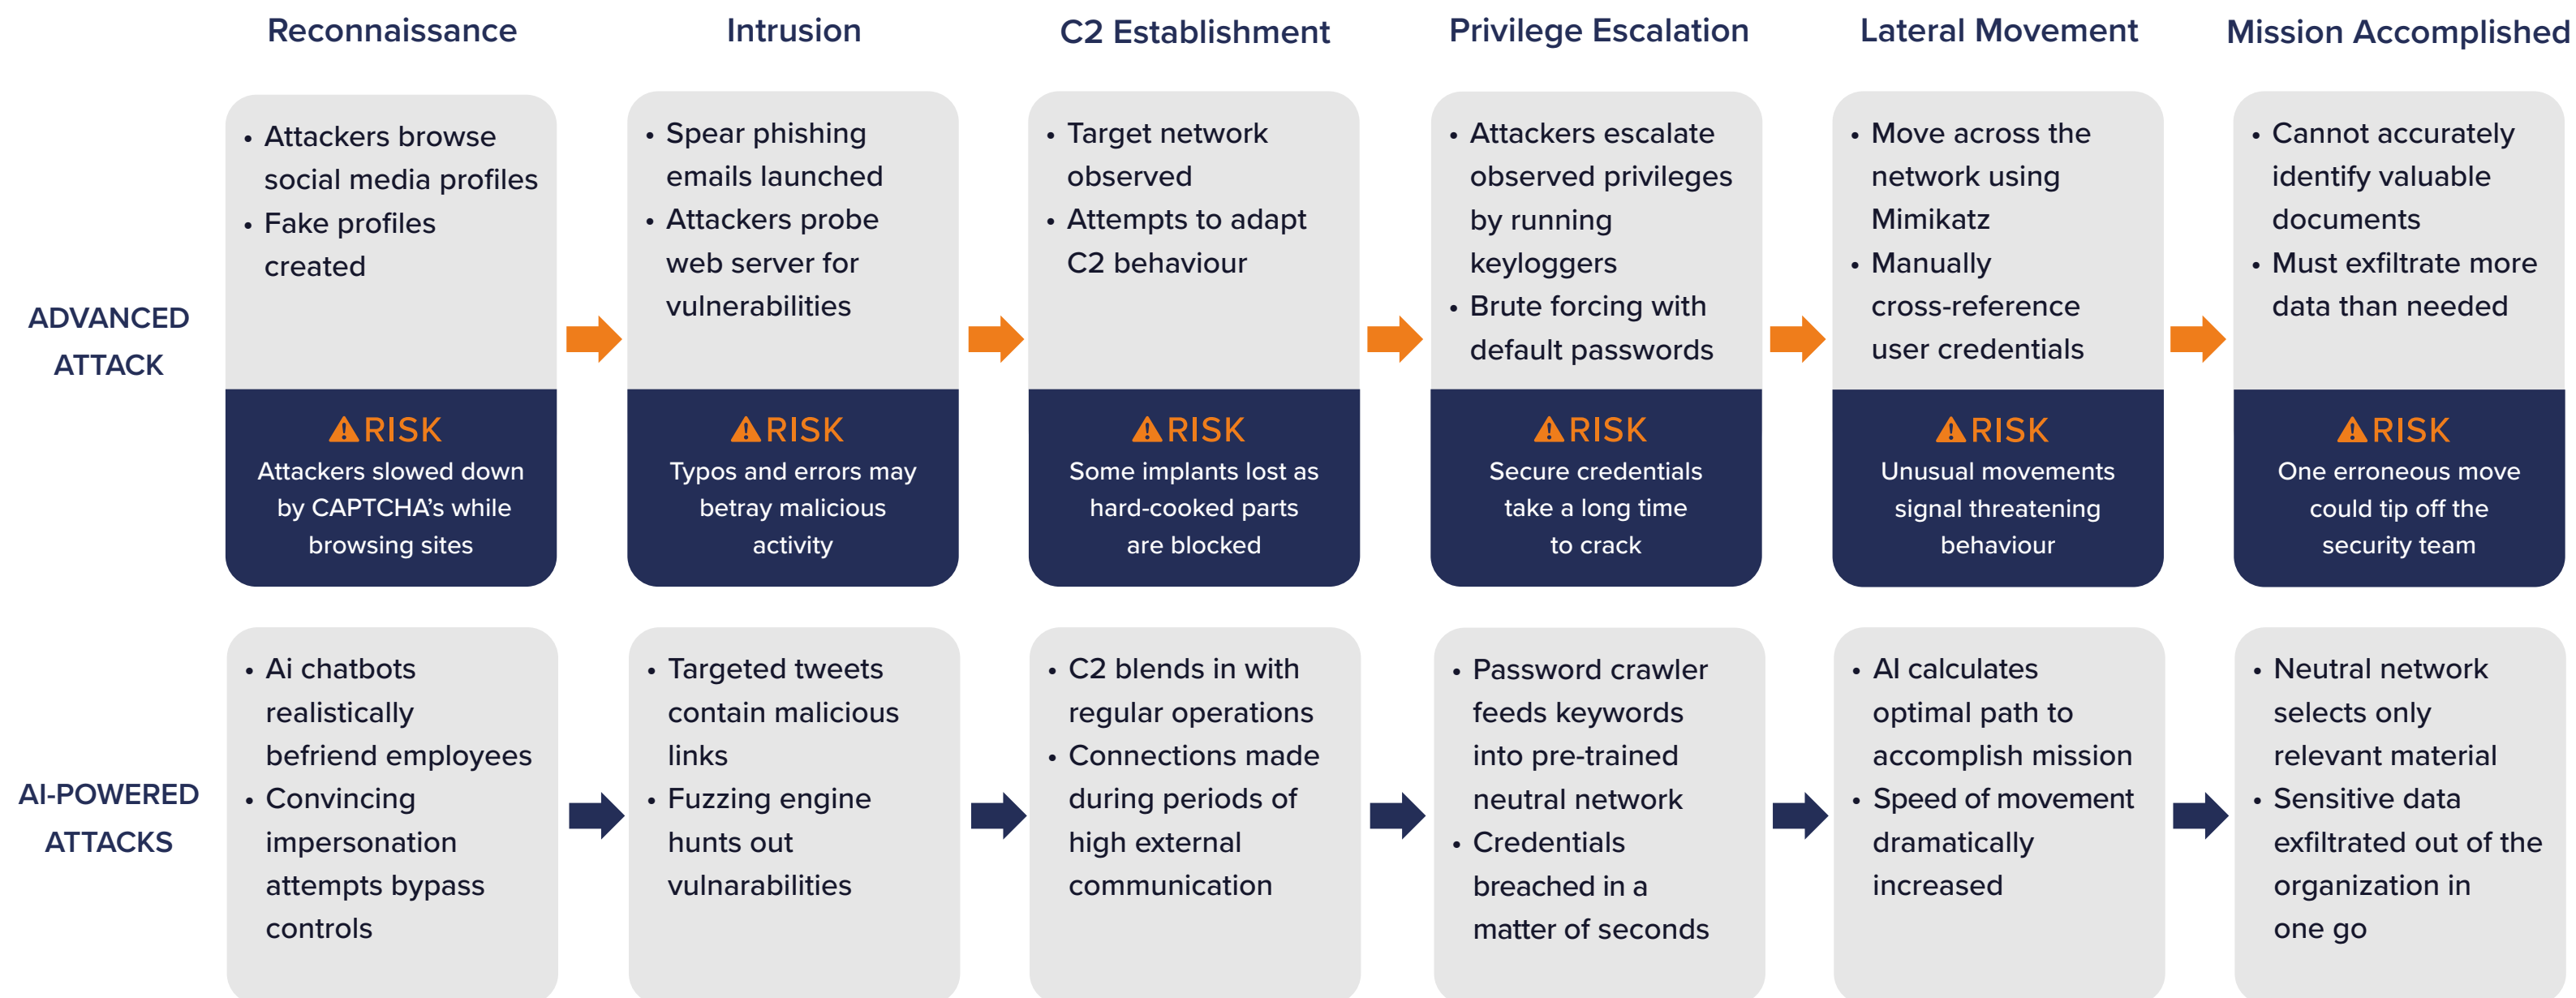 Reconnaissance
Intrusion
C2 Establishment
Privilege Escalation
Lateral Movement
Mission Accomplished
ADVANCED
ATTACK
• Attackers browse
social media profiles
• Fake profiles
created
⚠RISK
Attackers slowed down
by CAPTCHA’s while
browsing sites
• Spear phishing
emails launched
• Attackers probe
web server for
vulnerabilities
⚠RISK
Typos and errors may
betray malicious
activity
• Target network
observed
• Attempts to adapt
C2 behaviour
⚠RISK
Some implants lost as
hard-cooked parts
are blocked
• Attackers escalate
observed privileges
by running
keyloggers
• Brute forcing with
default passwords
⚠RISK
Secure credentials
take a long time
to crack
• Move across the
network using
Mimikatz
• Manually
cross-reference
user credentials
⚠RISK
Unusual movements
signal threatening
behaviour
• Cannot accurately
identify valuable
documents
• Must exfiltrate more
data than needed
⚠RISK
One erroneous move
could tip off the
security team
AI-POWERED
ATTACKS
• Ai chatbots
realistically
befriend employees
• Convincing
impersonation
attempts bypass
controls
• Targeted tweets
contain malicious
links
• Fuzzing engine
hunts out
vulnarabilities
• C2 blends in with
regular operations
• Connections made
during periods of
high external
communication
• Password crawler
feeds keywords
into pre-trained
neutral network
• Credentials
breached in a
matter of seconds
• AI calculates
optimal path to
accomplish mission
• Speed of movement
dramatically
increased
• Neutral network
selects only
relevant material
• Sensitive data
exfiltrated out of the
organization in
one go